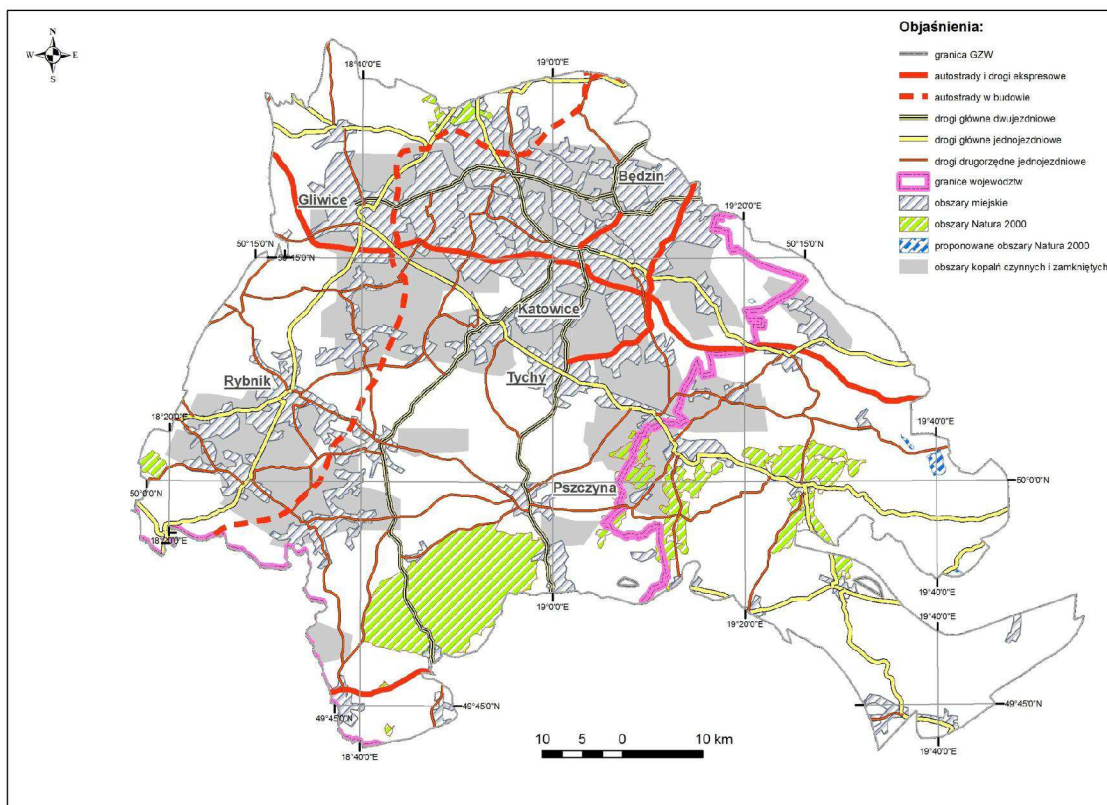 Objaśnienia:
granica GZW
autostrady i drogi ekspresowe
autostrady w budowie
drogi główne dwujezdniowe
drogi główne jednojezdniowe
drogi drugorzędne jednojezdniowe
granice województw
obszary miejskie
obszary Natura 2000
proponowane obszary Natura 2000
obszary kopalń czynnych i zamkniętych
N
W E
S
18°40'0"E
19°0'0"E
Będzin
Gliwice
19°20'0"E
50°15'0"N
50°15'0"N
50°15'0"N
Katowice
Rybnik
Tychy
18°20'0"E
19°40'0"E
Pszczyna
50°0'0"N
50°0'0"N
18°20'0"E
19°40'0"E
19°0'0"E
19°20'0"E
19°40'0"E
49°45'0"N
49°45'0"N
49°45'0"N
18°40'0"E
19°40'0"E
10 5 0 10 km